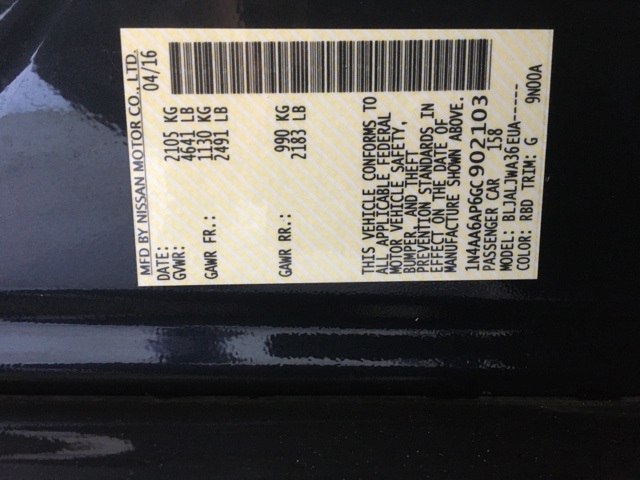 MFD BY NISSAN MOTOR CO., LTD.
DATE: 04/16
GVWR: 2105 KG
4641 LB
GAWR FR: 1130 KG
2491 LB
GAWR RR: 990 KG
2183 LB
THIS VEHICLE CONFORMS TO
ALL APPLICABLE FEDERAL
MOTOR VEHICLE SAFETY,
BUMPER, AND THEFT
PREVENTION STANDARDS IN
EFFECT ON THE DATE OF
MANUFACTURE SHOWN ABOVE.
1N4AA6AP6GC902103
PASSENGER CAR 158
MODEL: BLJALJWA36EUA-----
COLOR: RBD TRIM: G 9N00A